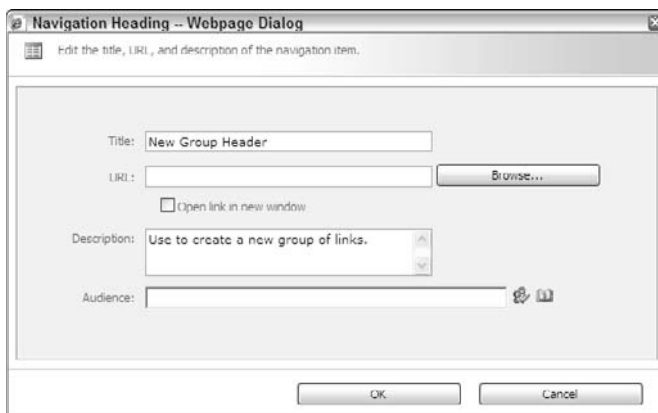 Navigation Heading -- Webpage Dialog
Edit the title, URL, and description of the navigation item.
Title: New Group Header
URL: Browse...
Open link in new window
Description: Use to create a new group of links.
Audience:
OK Cancel